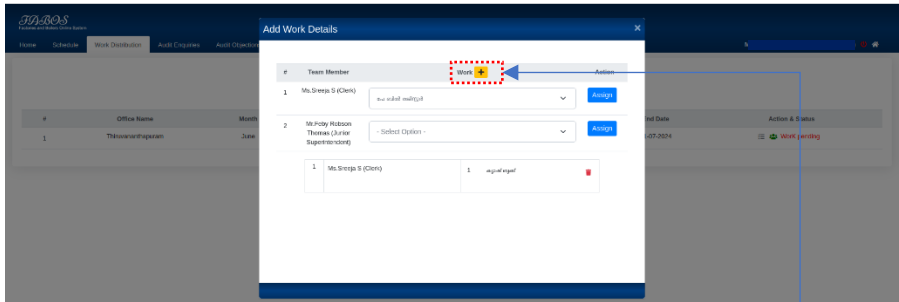 Add Work Details
×
Home Schedule Work Distribution Audit Enquiries Audit Objection
# Team Member Work + Action
1 Ms.Sreeja S (Clerk) Assign
2 Mr.Feby Robson Thomas (Junior Superintendent) - Select Option - Assign
1 Ms.Sreeja S (Clerk) 1
# Office Name Month End Date Action & Status
1 Thiruvananthapuram June -07-2024 Work pending